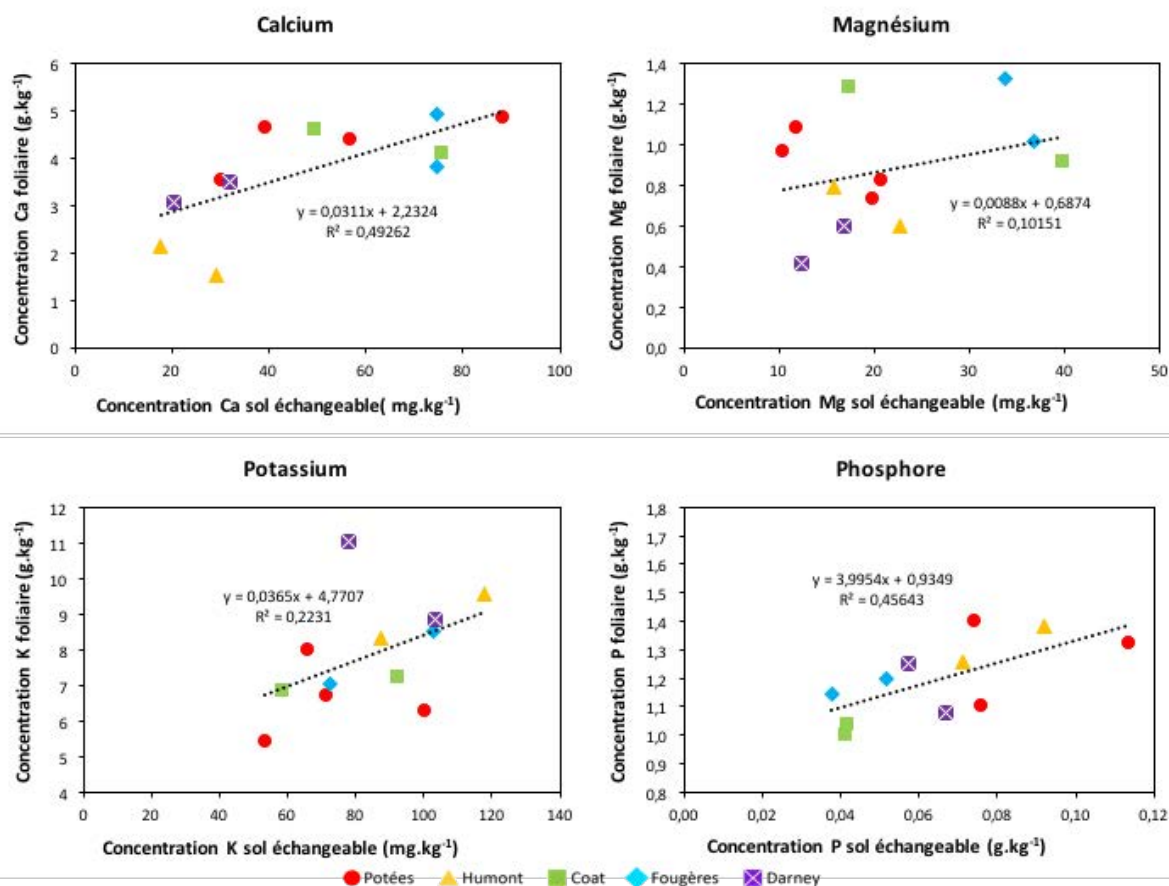 Calcium
Concentration Ca foliaire (g.kg-1)
6
5
4
3
2
1
0
y = 0,0311x + 2,2324
R² = 0,49262
0 20 40 60 80 100
Concentration Ca sol échangeable( mg.kg-1)
Magnésium
Concentration Mg foliaire (g.kg-1)
1,4
1,2
1,0
0,8
0,6
0,4
0,2
0,0
y = 0,0088x + 0,6874
R² = 0,10151
0 10 20 30 40 50
Concentration Mg sol échangeable (mg.kg-1)
Potassium
Concentration K foliaire (g.kg-1)
12
11
10
9
8
7
6
5
4
y = 0,0365x + 4,7707
R² = 0,2231
0 20 40 60 80 100 120 140
Concentration K sol échangeable (mg.kg-1)
Phosphore
Concentration P foliaire (g.kg-1)
1,8
1,7
1,6
1,5
1,4
1,3
1,2
1,1
1,0
0,9
0,8
y = 3,9954x + 0,9349
R² = 0,45643
0,00 0,02 0,04 0,06 0,08 0,10 0,12
Concentration P sol échangeable (g.kg-1)
Potées Humont Coat Fougères Darney